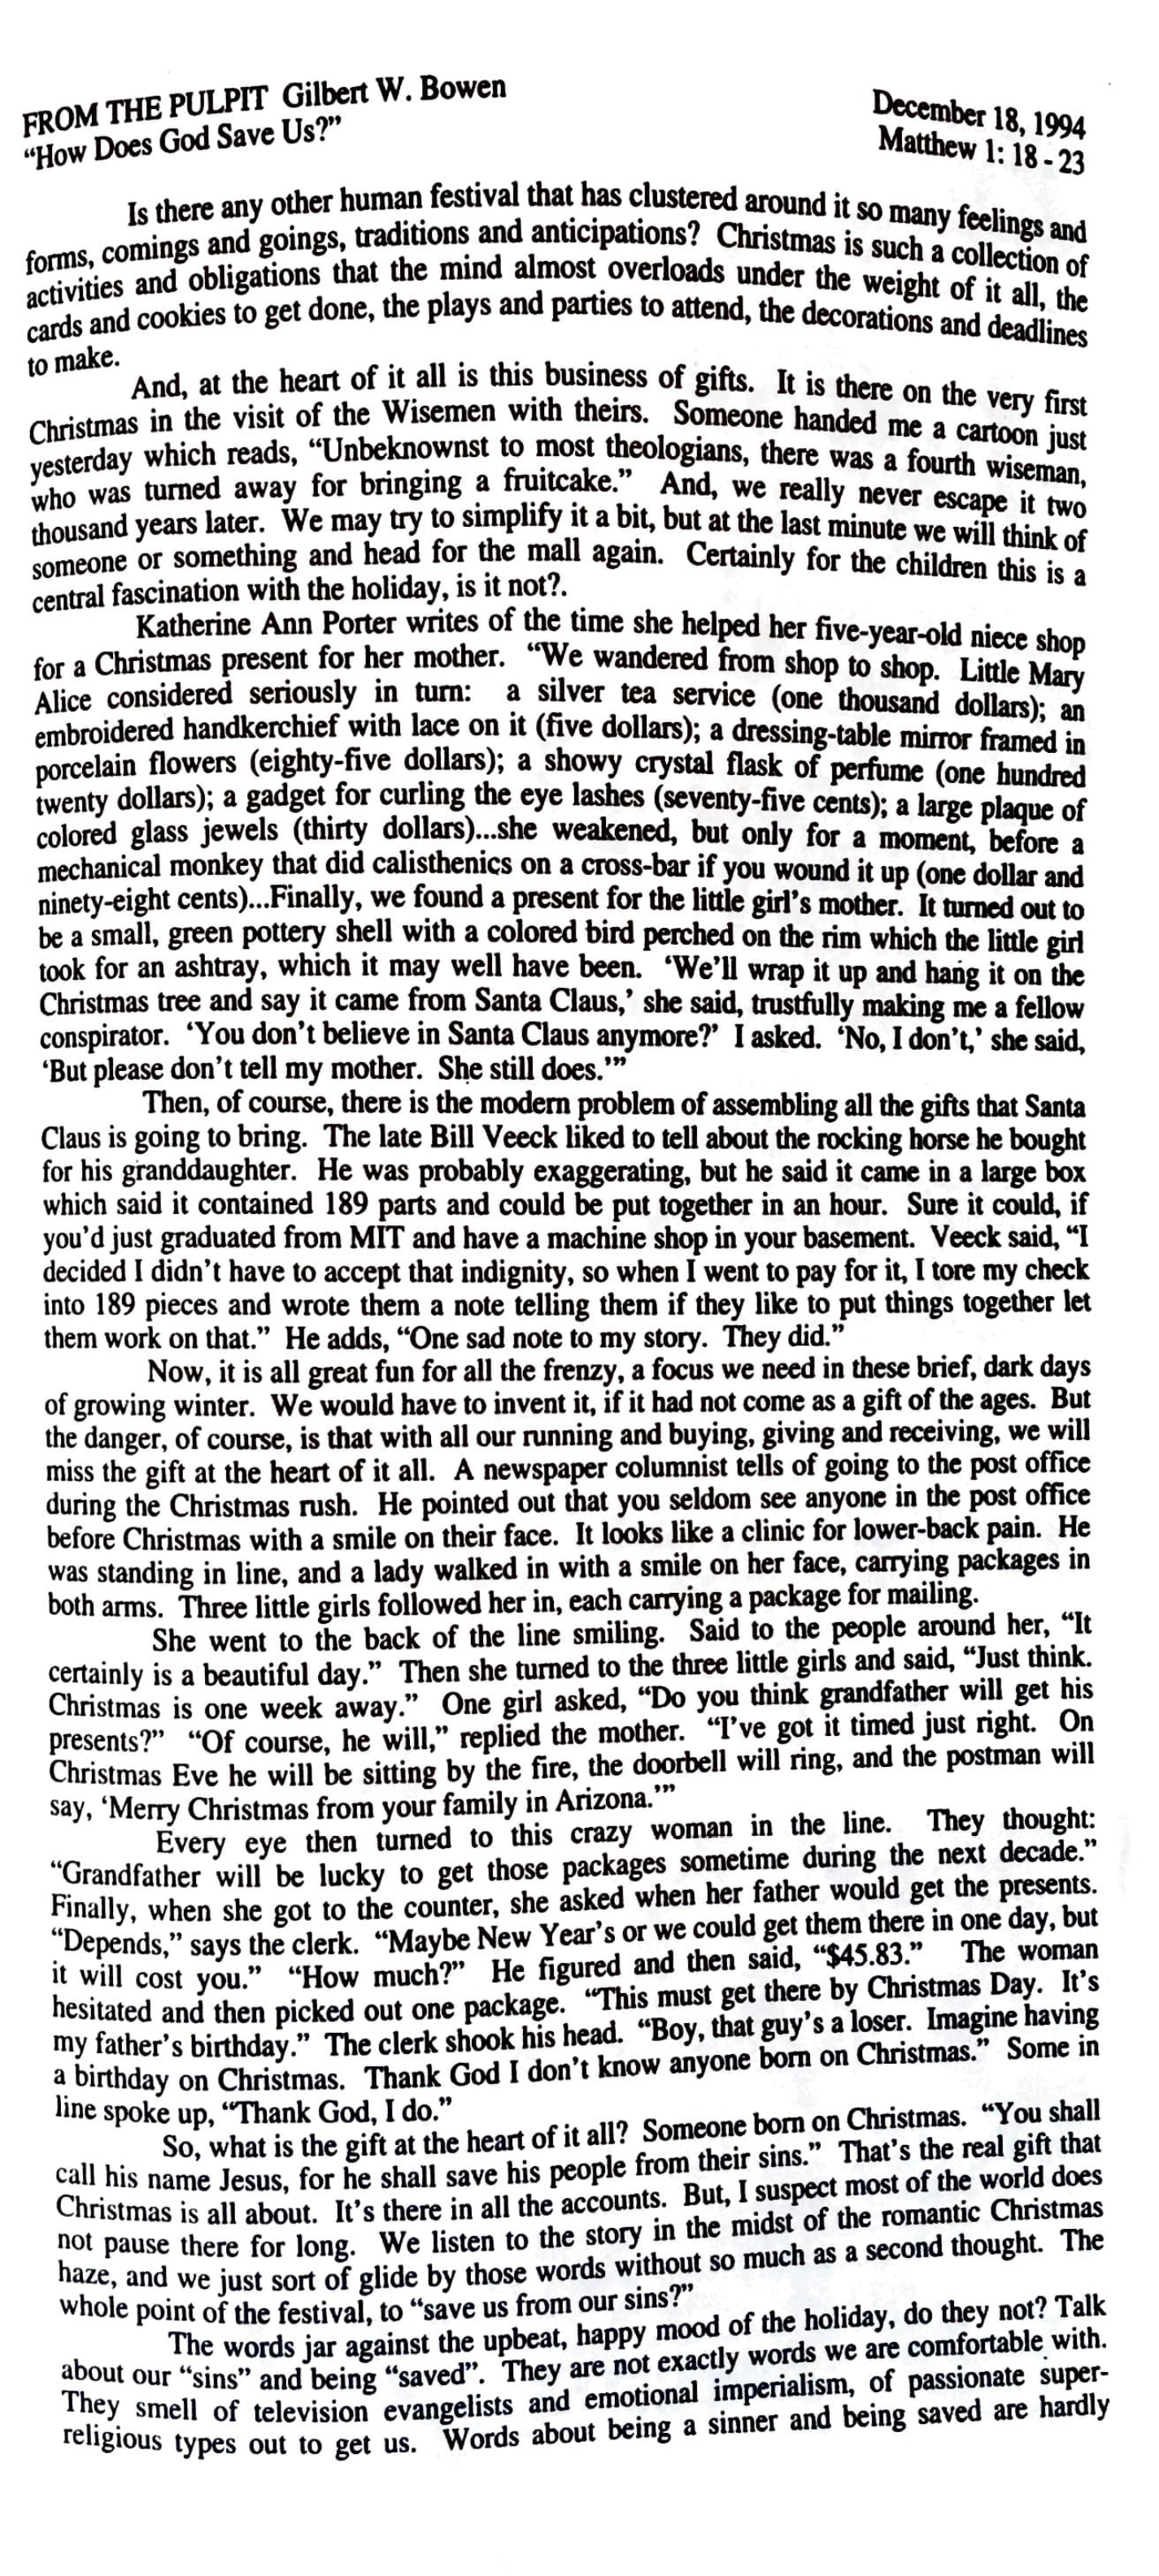 FROM THE PULPIT Gilbert W. Bowen
"How Does God Save Us?"
December 18, 1994
Matthew 1: 18 - 23
Is there any other human festival that has clustered around it so many feelings and
forms, comings and goings, traditions and anticipations? Christmas is such a collection of
activities and obligations that the mind almost overloads under the weight of it all, the
cards and cookies to get done, the plays and parties to attend, the decorations and deadlines
to make.
And, at the heart of it all is this business of gifts. It is there on the very first
Christmas in the visit of the Wisemen with theirs. Someone handed me a cartoon just
yesterday which reads, "Unbeknownst to most theologians, there was a fourth wiseman,
who was turned away for bringing a fruitcake." And, we really never escape it two
thousand years later. We may try to simplify it a bit, but at the last minute we will think of
someone or something and head for the mall again. Certainly for the children this is a
central fascination with the holiday, is it not?.
Katherine Ann Porter writes of the time she helped her five-year-old niece shop
for a Christmas present for her mother. "We wandered from shop to shop. Little Mary
Alice considered seriously in turn: a silver tea service (one thousand dollars); an
embroidered handkerchief with lace on it (five dollars); a dressing-table mirror framed in
porcelain flowers (eighty-five dollars); a showy crystal flask of perfume (one hundred
twenty dollars); a gadget for curling the eye lashes (seventy-five cents); a large plaque of
colored glass jewels (thirty dollars)...she weakened, but only for a moment, before a
mechanical monkey that did calisthenics on a cross-bar if you wound it up (one dollar and
ninety-eight cents)...Finally, we found a present for the little girl's mother. It turned out to
be a small, green pottery shell with a colored bird perched on the rim which the little girl
took for an ashtray, which it may well have been. 'We'll wrap it up and hang it on the
Christmas tree and say it came from Santa Claus,' she said, trustfully making me a fellow
conspirator. 'You don't believe in Santa Claus anymore?' I asked. 'No, I don't,' she said,
'But please don't tell my mother. She still does.'"
Then, of course, there is the modern problem of assembling all the gifts that Santa
Claus is going to bring. The late Bill Veeck liked to tell about the rocking horse he bought
for his granddaughter. He was probably exaggerating, but he said it came in a large box
which said it contained 189 parts and could be put together in an hour. Sure it could, if
you'd just graduated from MIT and have a machine shop in your basement. Veeck said, "I
decided I didn't have to accept that indignity, so when I went to pay for it, I tore my check
into 189 pieces and wrote them a note telling them if they like to put things together let
them work on that." He adds, "One sad note to my story. They did."
Now, it is all great fun for all the frenzy, a focus we need in these brief, dark days
of growing winter. We would have to invent it, if it had not come as a gift of the ages. But
the danger, of course, is that with all our running and buying, giving and receiving, we will
miss the gift at the heart of it all. A newspaper columnist tells of going to the post office
during the Christmas rush. He pointed out that you seldom see anyone in the post office
before Christmas with a smile on their face. It looks like a clinic for lower-back pain. He
was standing in line, and a lady walked in with a smile on her face, carrying packages in
both arms. Three little girls followed her in, each carrying a package for mailing.
She went to the back of the line smiling. Said to the people around her, "It
certainly is a beautiful day." Then she turned to the three little girls and said, "Just think.
Christmas is one week away." One girl asked, "Do you think grandfather will get his
presents?" "Of course, he will," replied the mother. "I've got it timed just right. On
Christmas Eve he will be sitting by the fire, the doorbell will ring, and the postman will
say, 'Merry Christmas from your family in Arizona.'"
Every eye then turned to this crazy woman in the line. They thought:
"Grandfather will be lucky to get those packages sometime during the next decade."
Finally, when she got to the counter, she asked when her father would get the presents.
"Depends," says the clerk. "Maybe New Year's or we could get them there in one day, but
it will cost you." "How much?" He figured and then said, "$45.83." The woman
hesitated and then picked out one package. "This must get there by Christmas Day. It's
my father's birthday." The clerk shook his head. "Boy, that guy's a loser. Imagine having
a birthday on Christmas. Thank God I don't know anyone born on Christmas." Some in
line spoke up, "Thank God, I do."
So, what is the gift at the heart of it all? Someone born on Christmas. "You shall
call his name Jesus, for he shall save his people from their sins." That's the real gift that
Christmas is all about. It's there in all the accounts. But, I suspect most of the world does
not pause there for long. We listen to the story in the midst of the romantic Christmas
haze, and we just sort of glide by those words without so much as a second thought. The
whole point of the festival, to "save us from our sins?"
The words jar against the upbeat, happy mood of the holiday, do they not? Talk
about our "sins" and being "saved". They are not exactly words we are comfortable with.
They smell of television evangelists and emotional imperialism, of passionate super-
religious types out to get us. Words about being a sinner and being saved are hardly